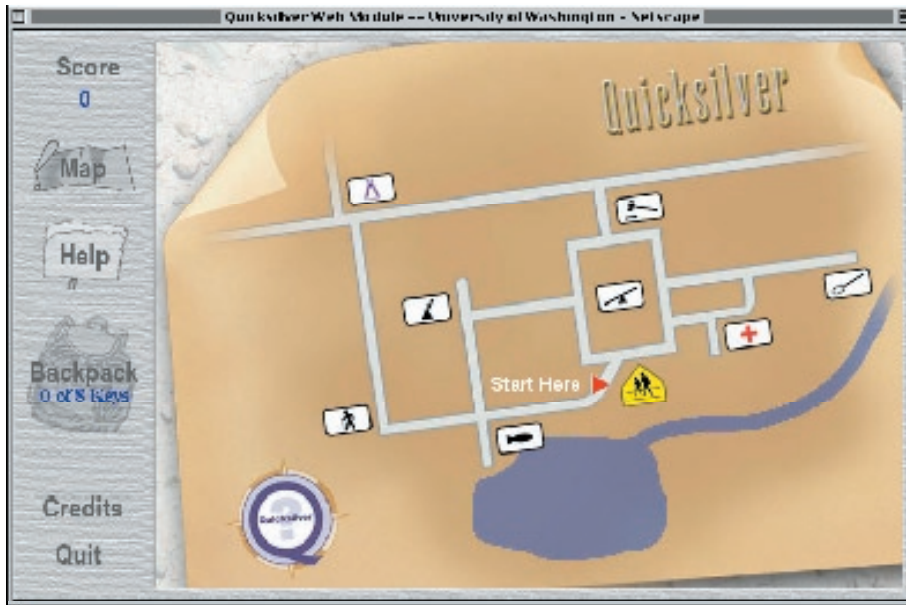 Quicksilver Web Module -- University of Washington - Netscape
Score
0
Map
Help
Backpack
0 of 8 Keys
Credits
Quit
Quicksilver
Start Here
Quicksilver
?